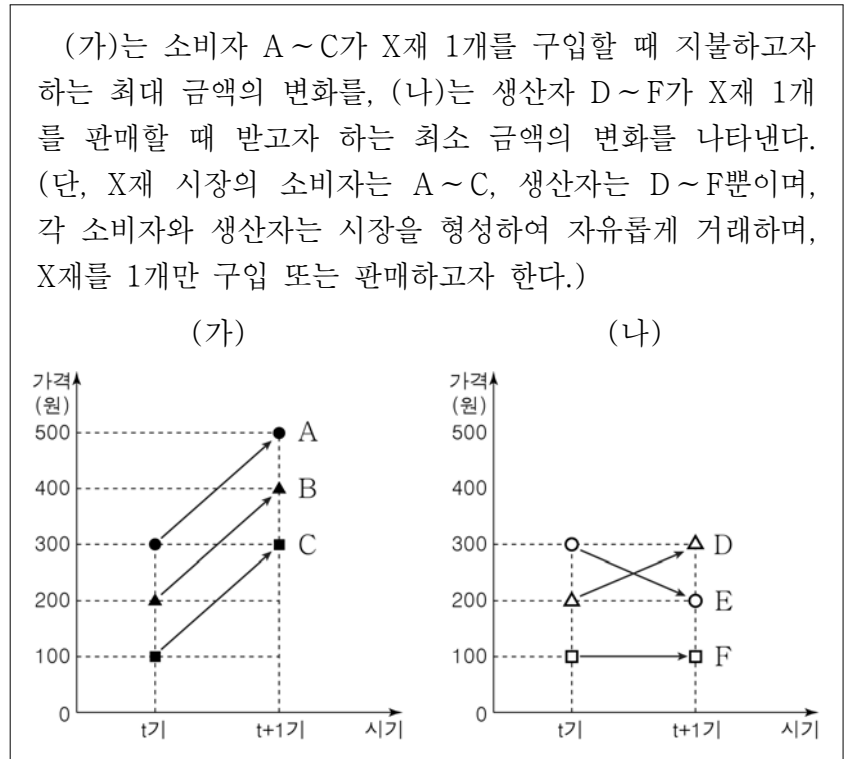 (가)는 소비자 A～C가 X재 1개를 구입할 때 지불하고자
하는 최대 금액의 변화를, (나)는 생산자 D～F가 X재 1개
를 판매할 때 받고자 하는 최소 금액의 변화를 나타낸다.
(단, X재 시장의 소비자는 A～C, 생산자는 D～F뿐이며,
각 소비자와 생산자는 시장을 형성하여 자유롭게 거래하며,
X재를 1개만 구입 또는 판매하고자 한다.)
(가)
가격
(원)
500
400
300
200
100
0
A
B
C
t기
t+1기
시기
(나)
가격
(원)
500
400
300
200
100
0
D
E
F
t기
t+1기
시기